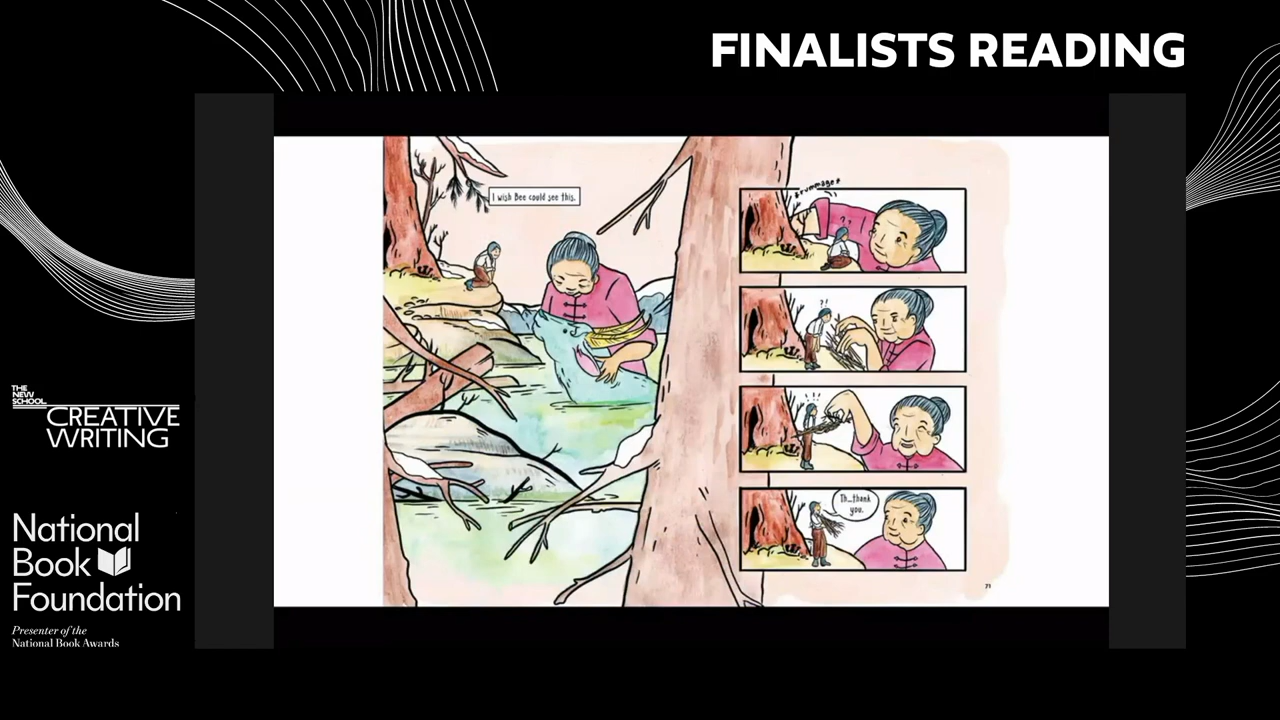 FINALISTS READING
I wish Bee could see this.
*rummage*
??
?!
!!
Th...thank
you.
71
THE
NEW
SCHOOL
CREATIVE
WRITING
National
Book
Foundation
Presenter of the
National Book Awards